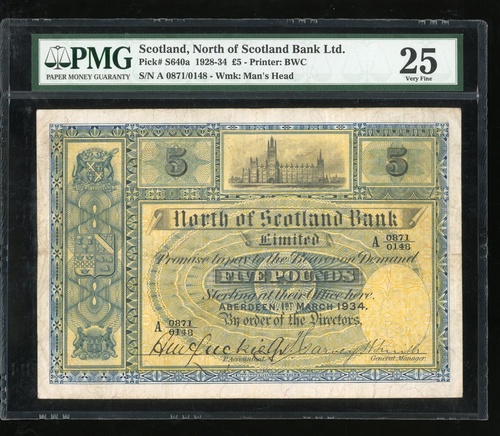 PMG
PAPER MONEY GUARANTY
Scotland, North of Scotland Bank Ltd.
Pick# S640a 1928-34 £5 - Printer: BWC
S/N A 0871/0148 - Wmk: Man's Head
25
Very Fine
5
5
North of Scotland Bank
Limited
A 0871
0148
Promise to pay to the Bearer on Demand
FIVE POUNDS
Sterling at their Office here.
ABERDEEN, 1ST MARCH 1934.
By order of the Directors,
A 0871
0148
P. Accountant.
General Manager.